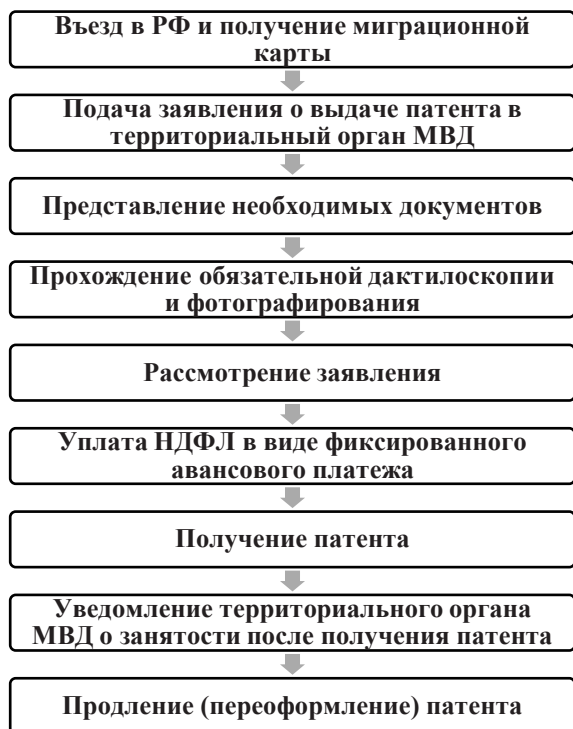 Въезд в РФ и получение миграционной
карты
Подача заявления о выдаче патента в
территориальный орган МВД
Представление необходимых документов
Прохождение обязательной дактилоскопии
и фотографирования
Рассмотрение заявления
Уплата НДФЛ в виде фиксированного
авансового платежа
Получение патента
Уведомление территориального органа
МВД о занятости после получения патента
Продление (переоформление) патента